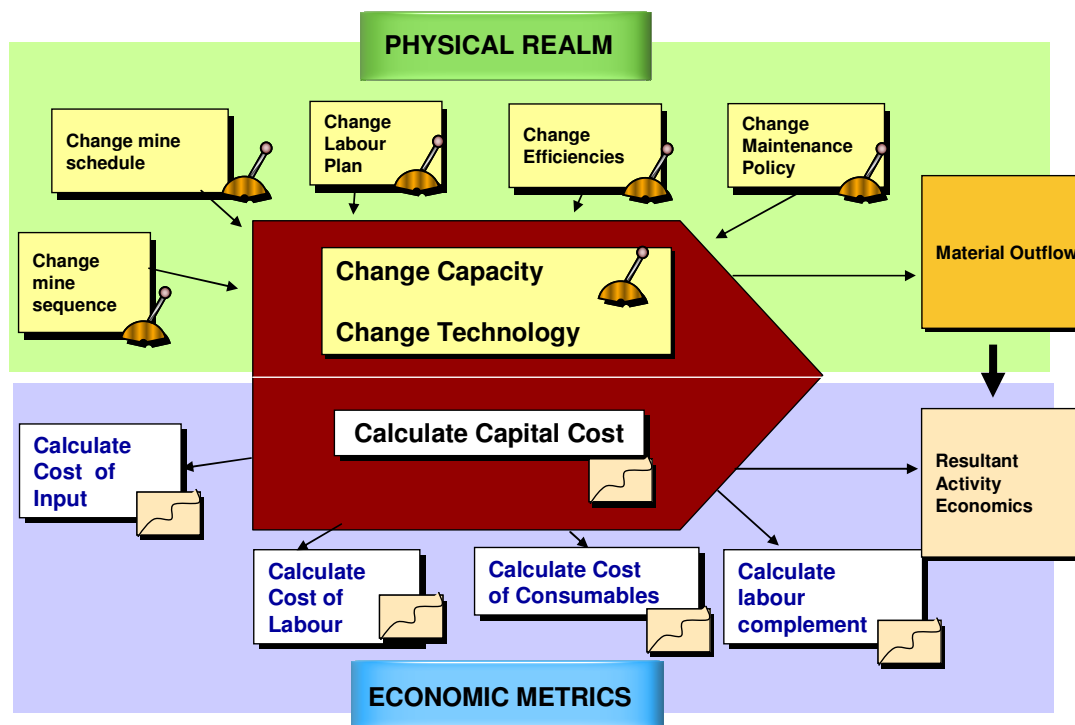 PHYSICAL REALM
Change mine
schedule
Change
Labour
Plan
Change
Efficiencies
Change
Maintenance
Policy
Change
mine
sequence
Change Capacity
Change Technology
Material Outflow
Calculate Capital Cost
Calculate
Cost of
Input
Resultant
Activity
Economics
Calculate
Cost of
Labour
Calculate Cost
of Consumables
Calculate
labour
complement
ECONOMIC METRICS